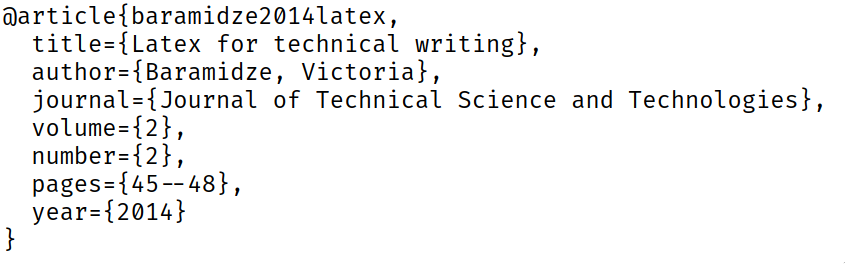 @article{baramidze2014latex,
  title={Latex for technical writing},
  author={Baramidze, Victoria},
  journal={Journal of Technical Science and Technologies},
  volume={2},
  number={2},
  pages={45--48},
  year={2014}
}